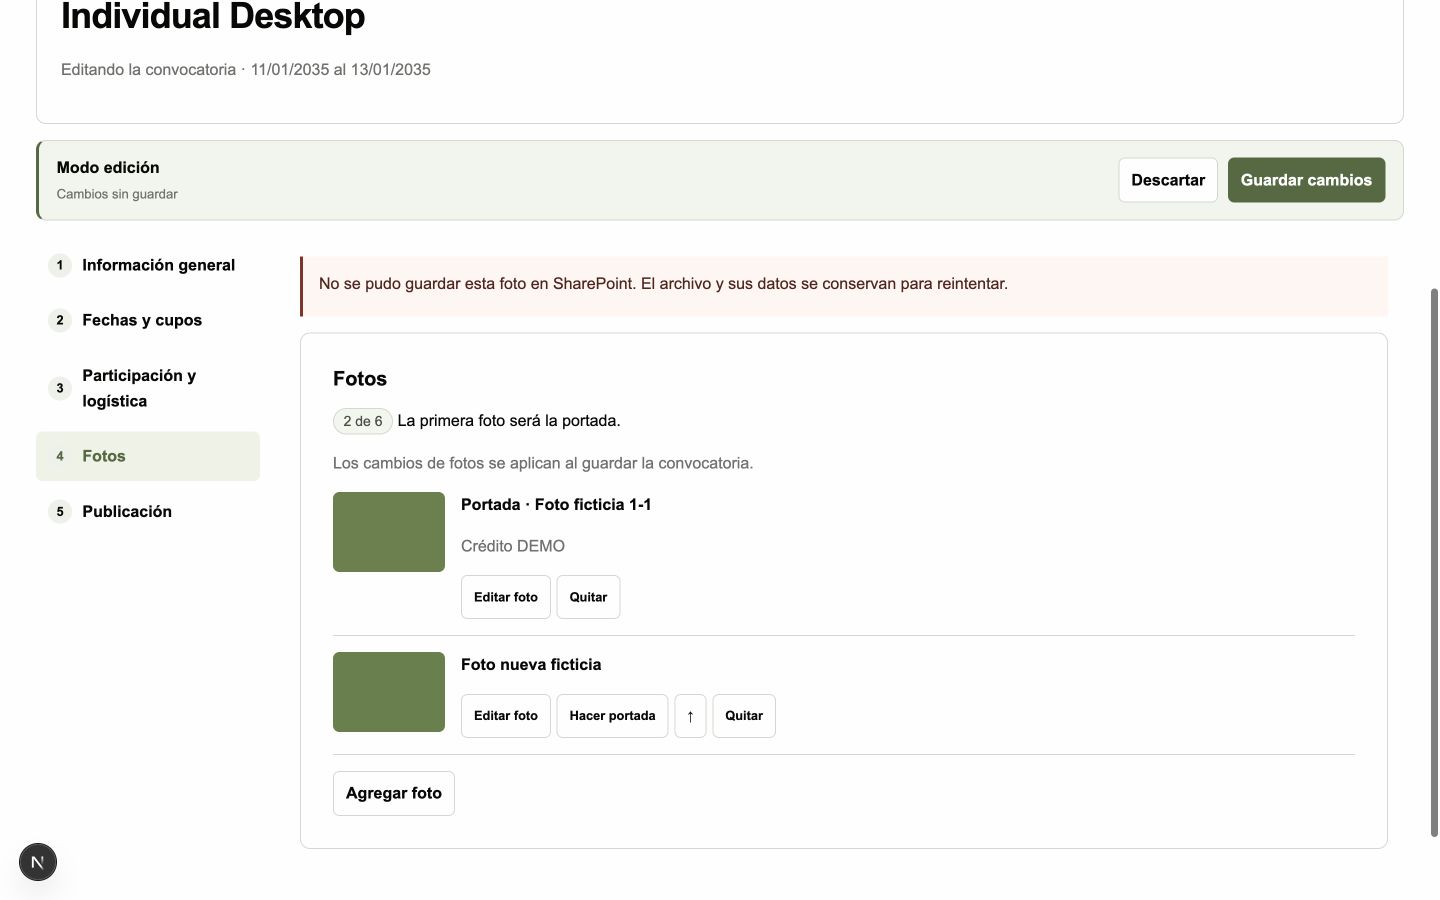 Individual Desktop
Editando la convocatoria · 11/01/2035 al 13/01/2035
Modo edición
Cambios sin guardar
Descartar
Guardar cambios
1 Información general
2 Fechas y cupos
3 Participación y
logística
4 Fotos
5 Publicación
No se pudo guardar esta foto en SharePoint. El archivo y sus datos se conservan para reintentar.
Fotos
2 de 6 La primera foto será la portada.
Los cambios de fotos se aplican al guardar la convocatoria.
Portada · Foto ficticia 1-1
Crédito DEMO
Editar foto
Quitar
Foto nueva ficticia
Editar foto
Hacer portada
↑
Quitar
Agregar foto
N